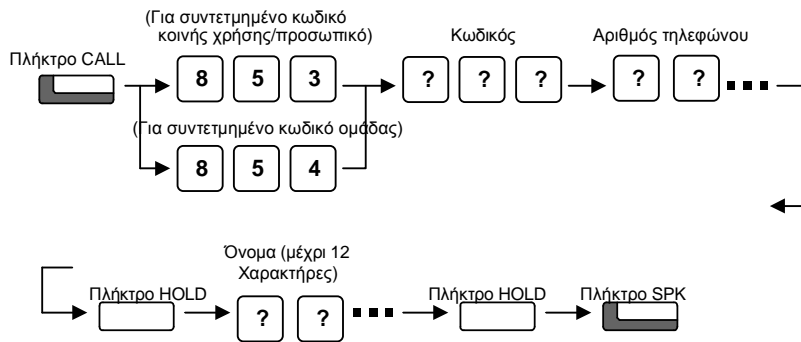 (Για συντετμημένο κωδικό
κοινής χρήσης/προσωπικό)
Κωδικός
Αριθμός τηλεφώνου
Πλήκτρο CALL
8 5 3
? ? ?
? ?
(Για συντετμημένο κωδικό ομάδας)
8 5 4
Όνομα (μέχρι 12
Χαρακτήρες)
Πλήκτρο HOLD
? ?
Πλήκτρο HOLD
Πλήκτρο SPK